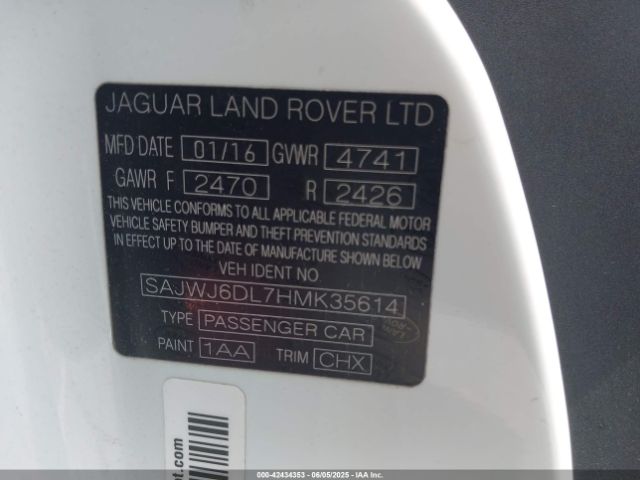 JAGUAR LAND ROVER LTD
MFD DATE 01/16 GVWR 4741
GAWR F 2470 R 2426
THIS VEHICLE CONFORMS TO ALL APPLICABLE FEDERAL MOTOR
VEHICLE SAFETY BUMPER AND THEFT PREVENTION STANDARDS
IN EFFECT UP TO THE DATE OF MANUFACTURE SHOWN ABOVE
VEH IDENT NO.
SAJWJ6DL7HMK35614
TYPE PASSENGER CAR
PAINT 1AA TRIM CHX
000-42434353 - 06/05/2025 - IAA Inc.